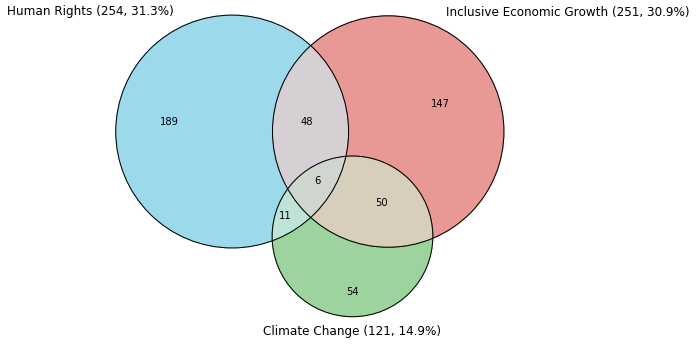 Human Rights (254, 31.3%)
Inclusive Economic Growth (251, 30.9%)
147
189
48
6
50
11
54
Climate Change (121, 14.9%)